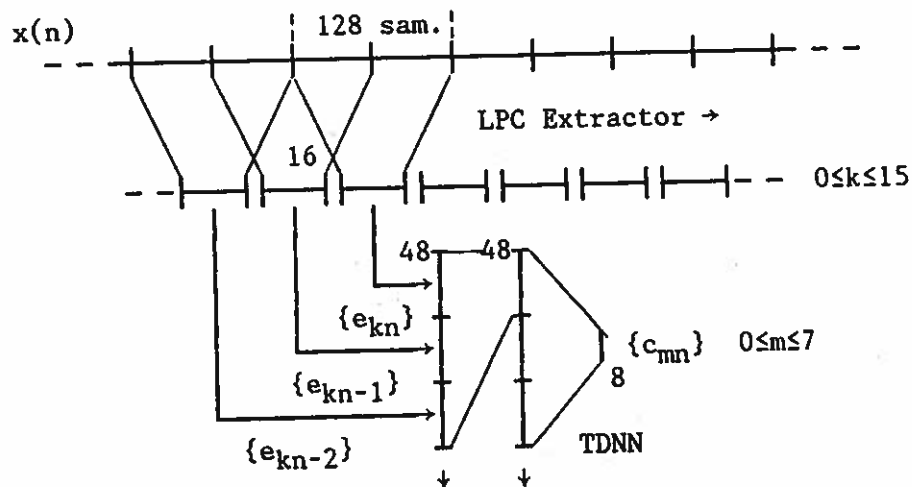 x(n)
128 sam.
LPC Extractor →
16
0≤k≤15
48 48
{e_kn}
{c_mn} 0≤m≤7
8
{e_kn-1}
TDNN
{e_kn-2}